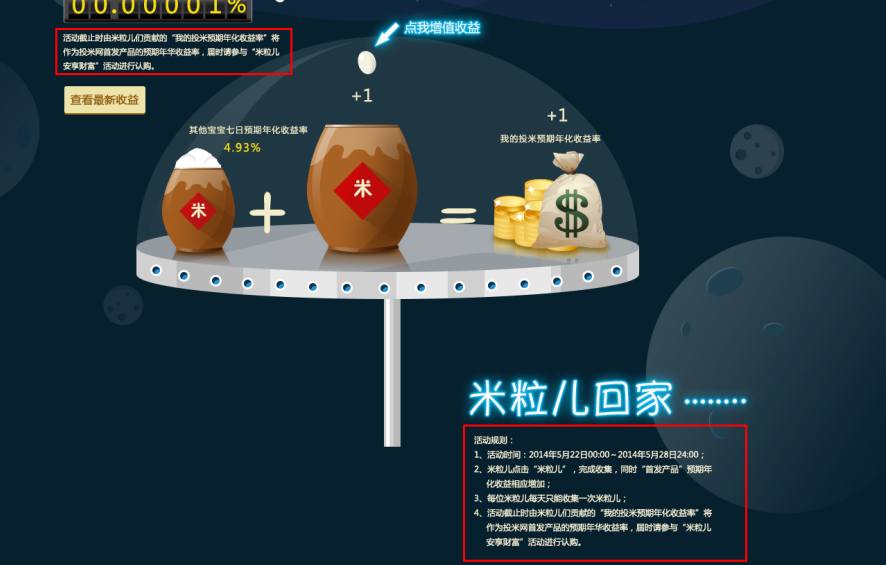 00.00001%
点我增值收益
活动截止时由米粒儿们贡献的“我的投米预期年化收益率”将
作为投米网首发产品的预期年华收益率，届时请参与“米粒儿
安享财富”活动进行认购。
查看最新收益
+1
+1
其他宝宝七日预期年化收益率
4.93%
我的投米预期年化收益率
米
米
+
=
$
米粒儿回家········
活动规则：
1、活动时间：2014年5月22日00:00～2014年5月28日24:00；
2、米粒儿点击“米粒儿”，完成收集，同时“首发产品”预期年
化收益相应增加；
3、每位米粒儿每天只能收集一次米粒儿；
4、活动截止时由米粒儿们贡献的“我的投米预期年化收益率”将
作为投米网首发产品的预期年华收益率，届时请参与“米粒儿
安享财富”活动进行认购。